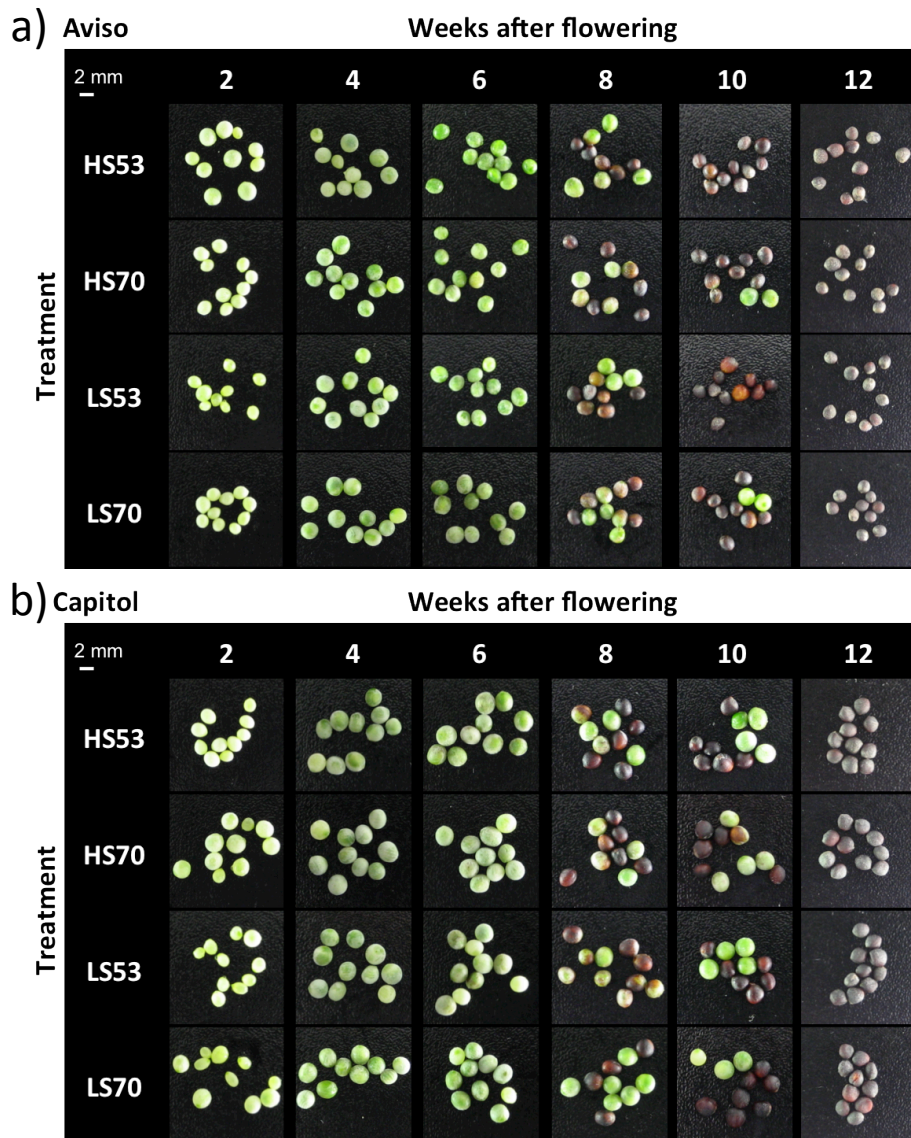 a) Aviso Weeks after flowering
2 mm 2 4 6 8 10 12
HS53
HS70
LS53
LS70
Treatment
b) Capitol Weeks after flowering
2 mm 2 4 6 8 10 12
HS53
HS70
LS53
LS70
Treatment